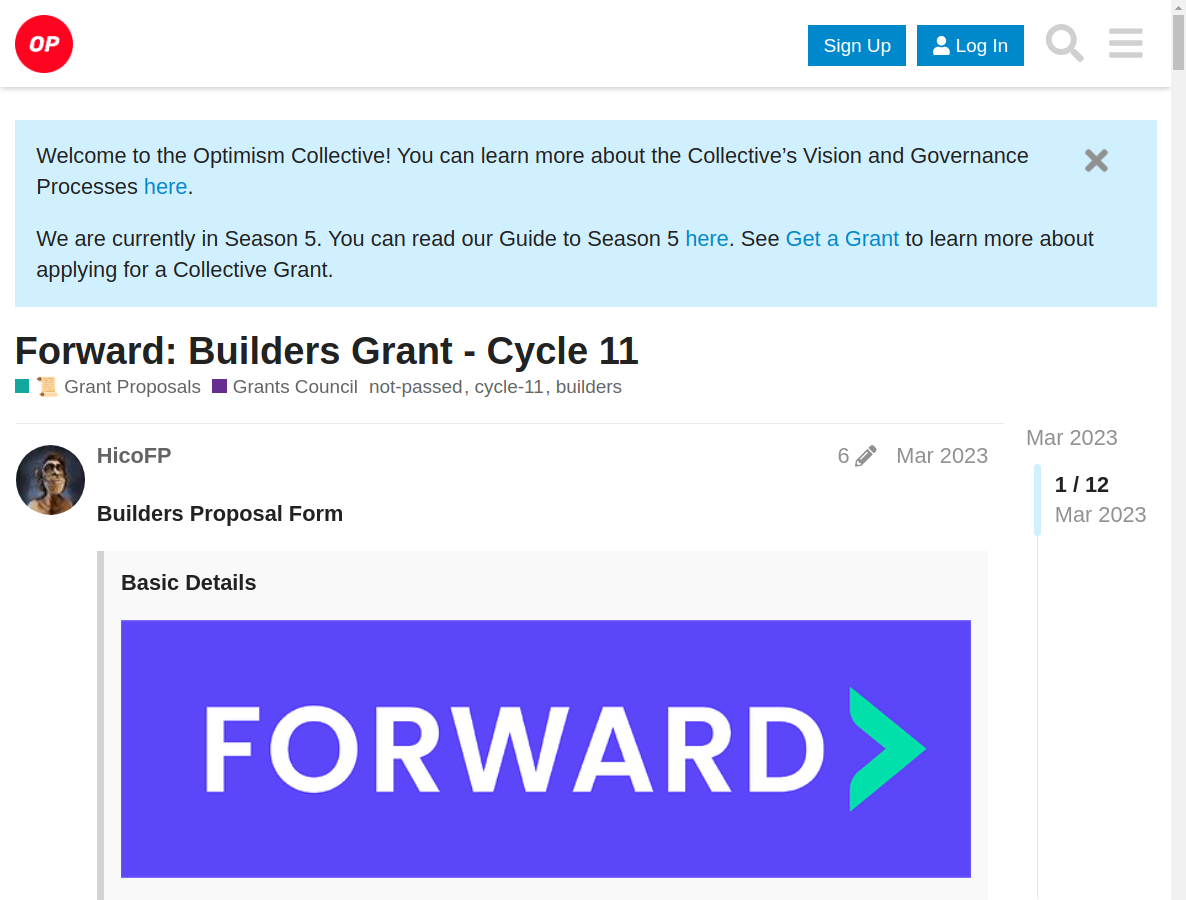 OP
Sign Up
Log In
Welcome to the Optimism Collective! You can learn more about the Collective’s Vision and Governance
Processes here.
We are currently in Season 5. You can read our Guide to Season 5 here. See Get a Grant to learn more about
applying for a Collective Grant.
Forward: Builders Grant - Cycle 11
📜 Grant Proposals Grants Council not-passed, cycle-11, builders
HicoFP
6
Mar 2023
Builders Proposal Form
Basic Details
FORWARD
Mar 2023
1 / 12
Mar 2023